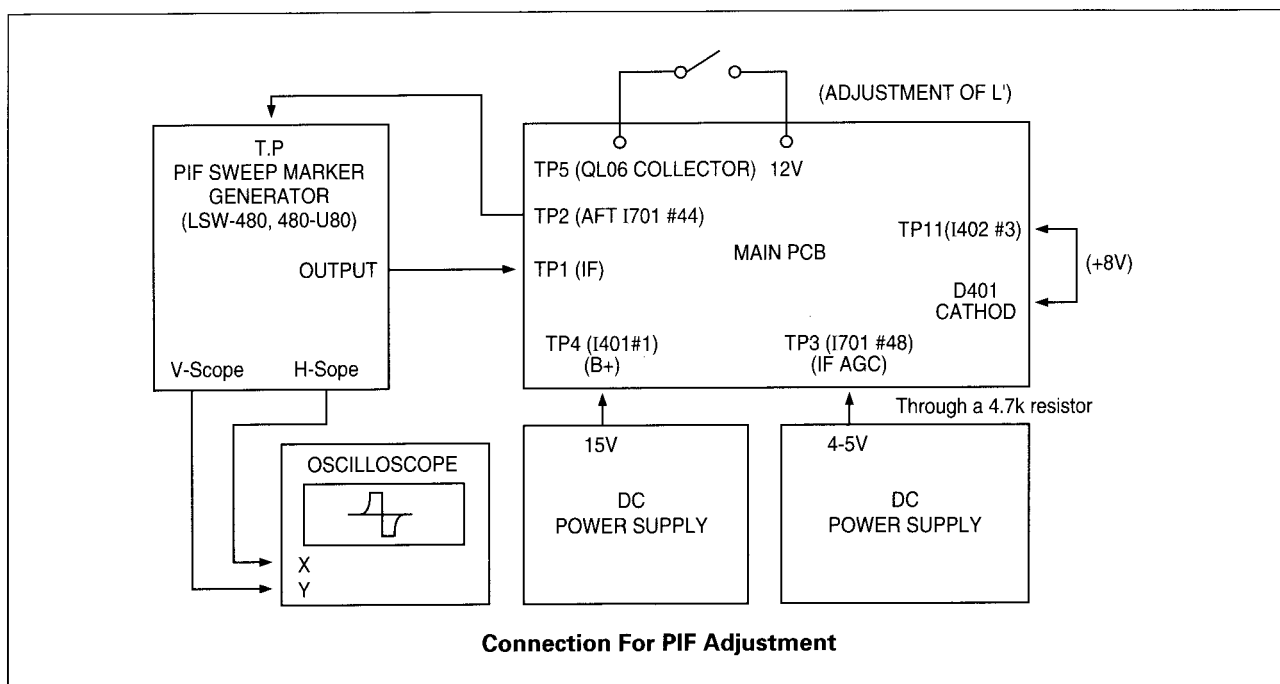 (ADJUSTMENT OF L')
T.P
PIF SWEEP MARKER
GENERATOR
(LSW-480, 480-U80)
OUTPUT
V-Scope H-Sope
TP5 (QL06 COLLECTOR) 12V
TP2 (AFT I701 #44)
TP11(I402 #3)
MAIN PCB
TP1 (IF)
(+8V)
D401
CATHOD
TP4 (I401#1)
(B+)
TP3 (I701 #48)
(IF AGC)
Through a 4.7k resistor
OSCILLOSCOPE
X
Y
15V
DC
POWER SUPPLY
4-5V
DC
POWER SUPPLY
Connection For PIF Adjustment